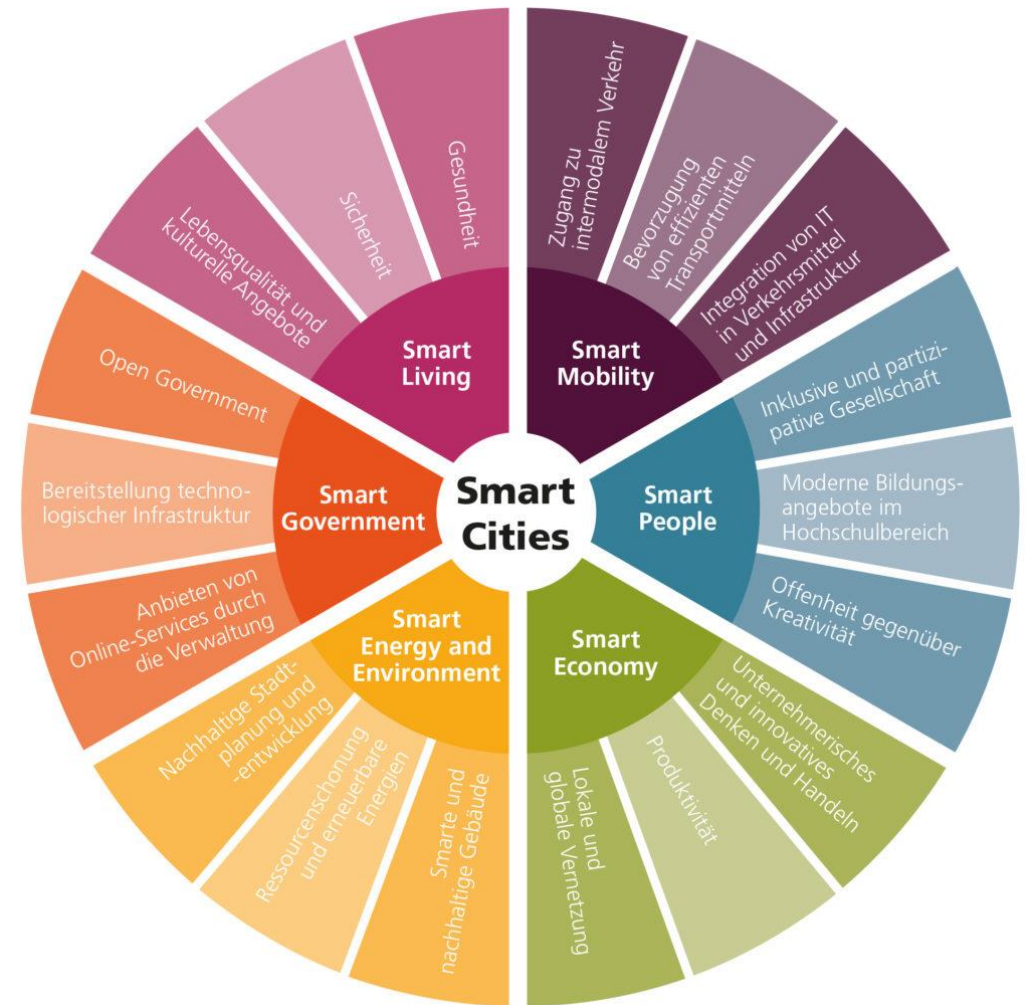 Smart
Cities
Smart
Mobility
Zugang zu
intermodalem Verkehr
Bevorzugung
von effizienten
Transportmitteln
Integration von IT
in Verkehrsmittel
und Infrastruktur
Smart
People
Inklusive und partizi-
pative Gesellschaft
Moderne Bildungs-
angebote im
Hochschulbereich
Offenheit gegenüber
Kreativität
Smart
Economy
Unternehmerisches
und innovatives
Denken und Handeln
Produktivität
Lokale und
globale Vernetzung
Smart
Energy and
Environment
Smarte und
nachhaltige Gebäude
Ressourcenschonung
und erneuerbare
Energien
Nachhaltige Stadt-
planung und
-entwicklung
Smart
Government
Anbieten von
Online-Services durch
die Verwaltung
Bereitstellung techno-
logischer Infrastruktur
Open Government
Smart
Living
Lebensqualität und
kulturelle Angebote
Sicherheit
Gesundheit